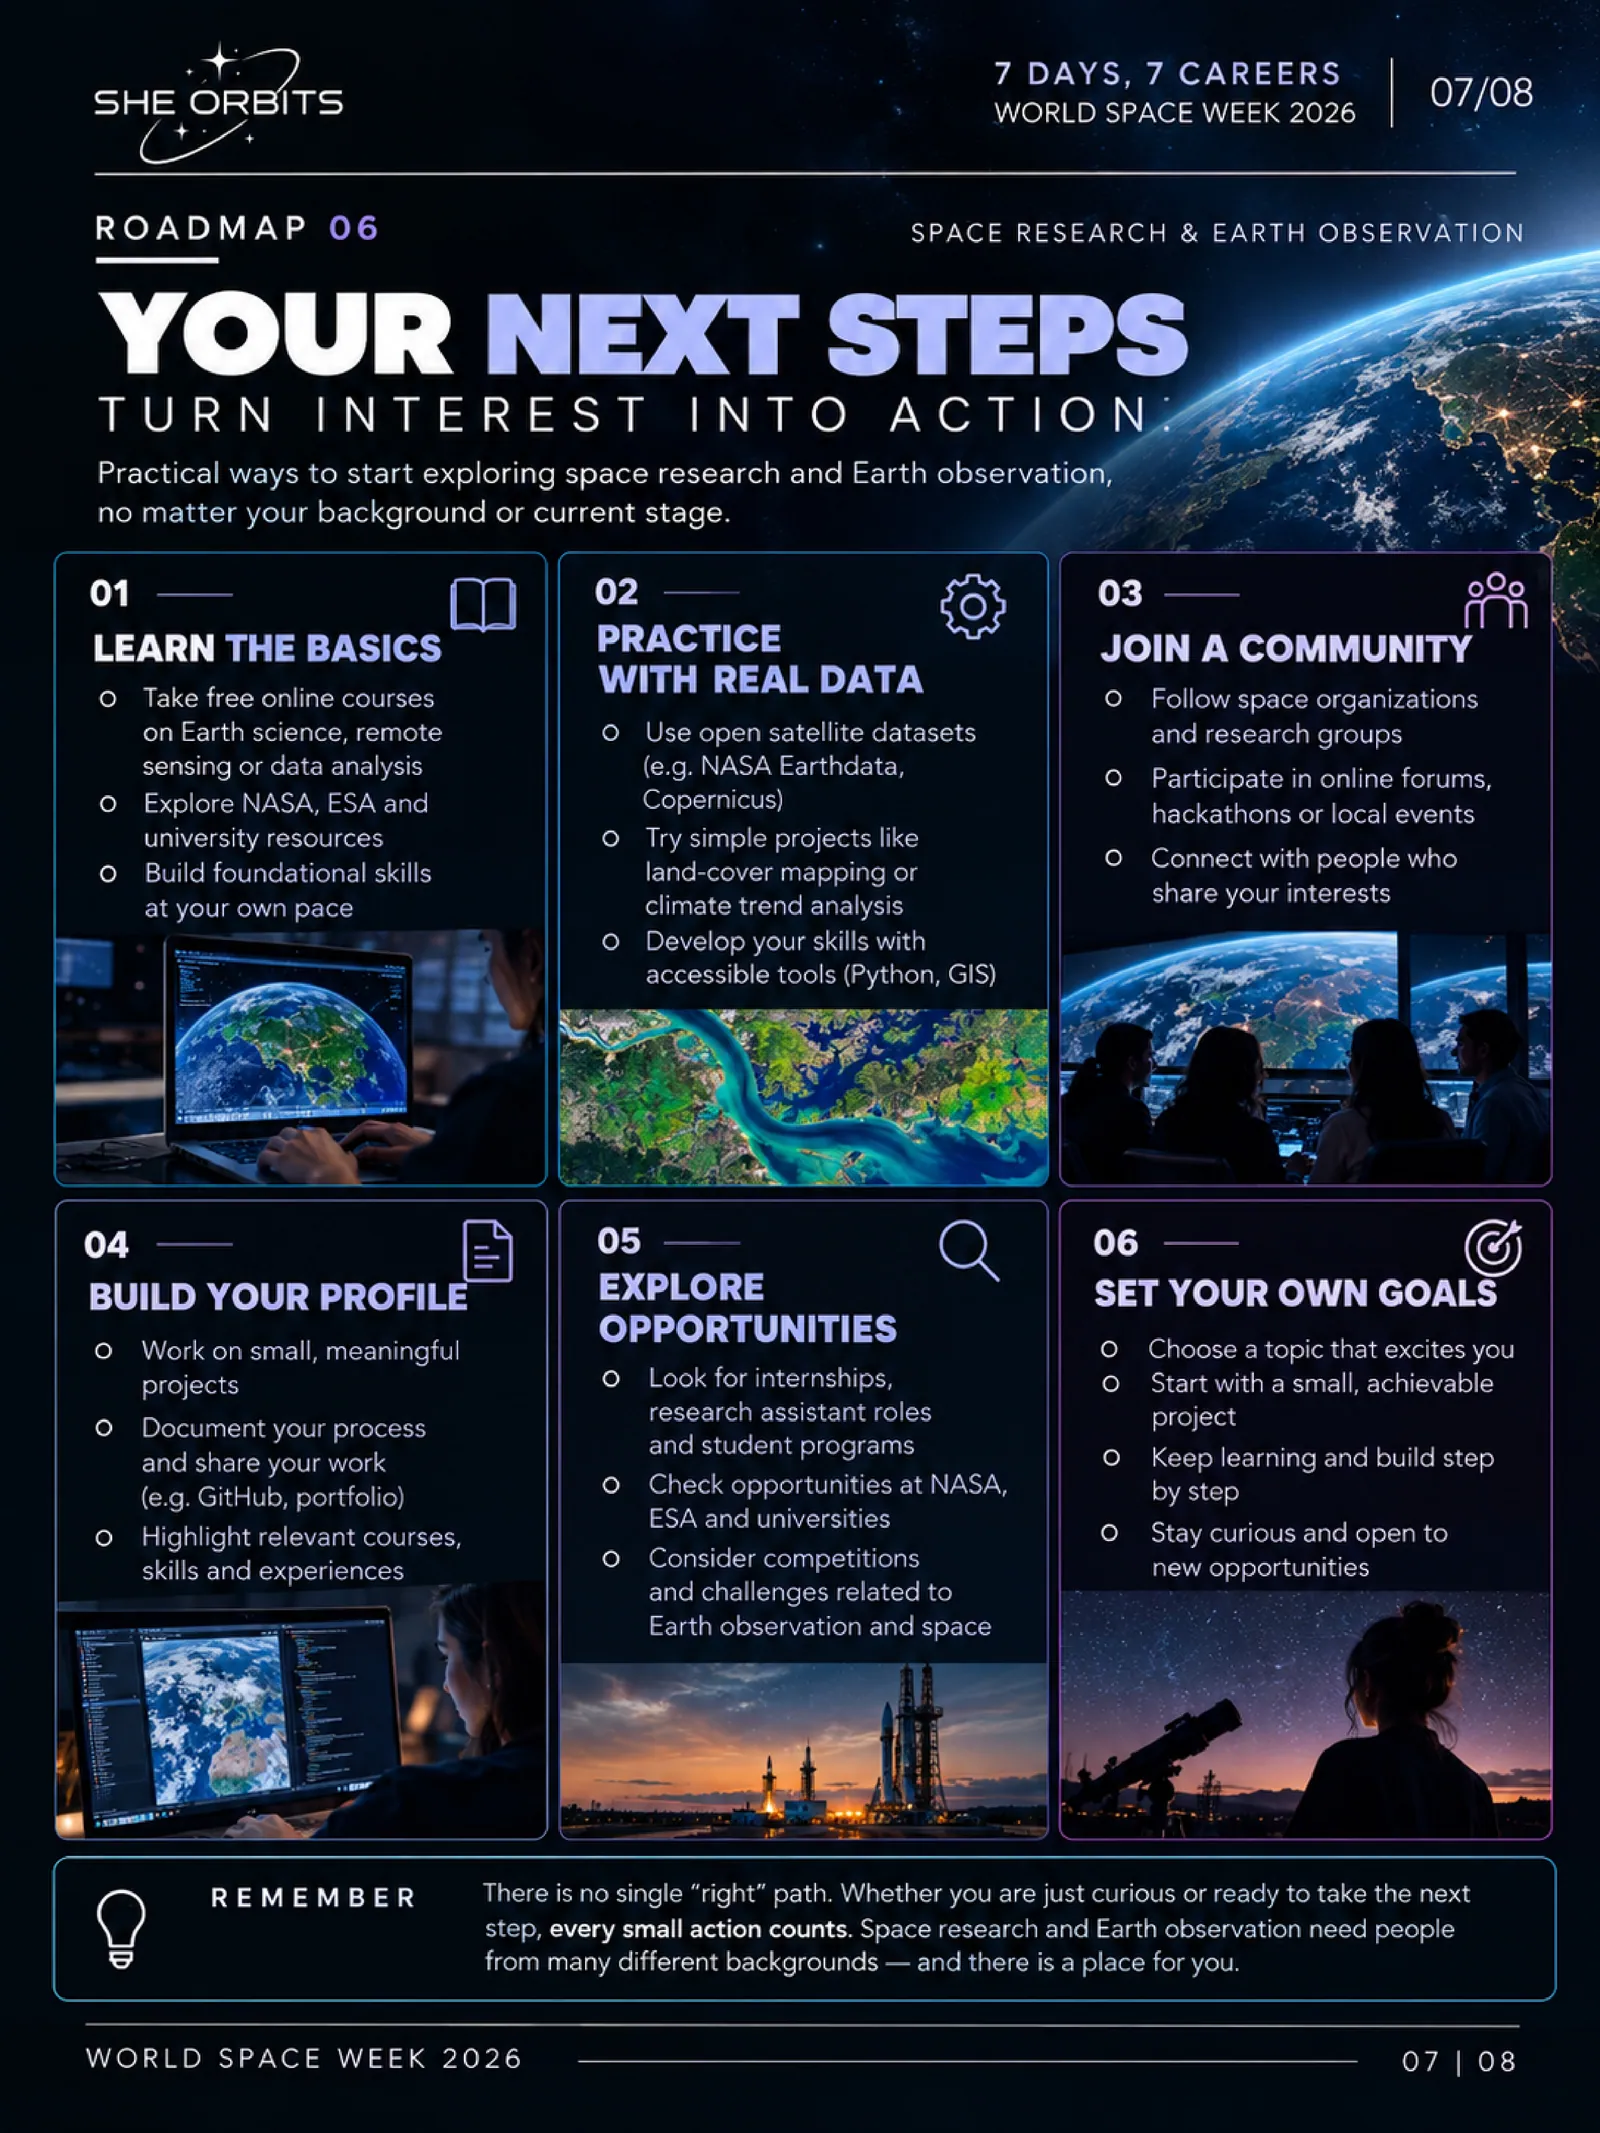 SHE ORBITS
7 DAYS, 7 CAREERS
WORLD SPACE WEEK 2026
07/08
ROADMAP 06
SPACE RESEARCH & EARTH OBSERVATION
YOUR NEXT STEPS
TURN INTEREST INTO ACTION.
Practical ways to start exploring space research and Earth observation,
no matter your background or current stage.
01
LEARN THE BASICS
Take free online courses
on Earth science, remote
sensing or data analysis
Explore NASA, ESA and
university resources
Build foundational skills
at your own pace
02
PRACTICE
WITH REAL DATA
Use open satellite datasets
(e.g. NASA Earthdata,
Copernicus)
Try simple projects like
land-cover mapping or
climate trend analysis
Develop your skills with
accessible tools (Python, GIS)
03
JOIN A COMMUNITY
Follow space organizations
and research groups
Participate in online forums,
hackathons or local events
Connect with people who
share your interests
04
BUILD YOUR PROFILE
Work on small, meaningful
projects
Document your process
and share your work
(e.g. GitHub, portfolio)
Highlight relevant courses,
skills and experiences
05
EXPLORE
OPPORTUNITIES
Look for internships,
research assistant roles
and student programs
Check opportunities at NASA,
ESA and universities
Consider competitions
and challenges related to
Earth observation and space
06
SET YOUR OWN GOALS
Choose a topic that excites you
Start with a small, achievable
project
Keep learning and build step
by step
Stay curious and open to
new opportunities
REMEMBER
There is no single “right” path. Whether you are just curious or ready to take the next
step, every small action counts. Space research and Earth observation need people
from many different backgrounds — and there is a place for you.
WORLD SPACE WEEK 2026
07 | 08